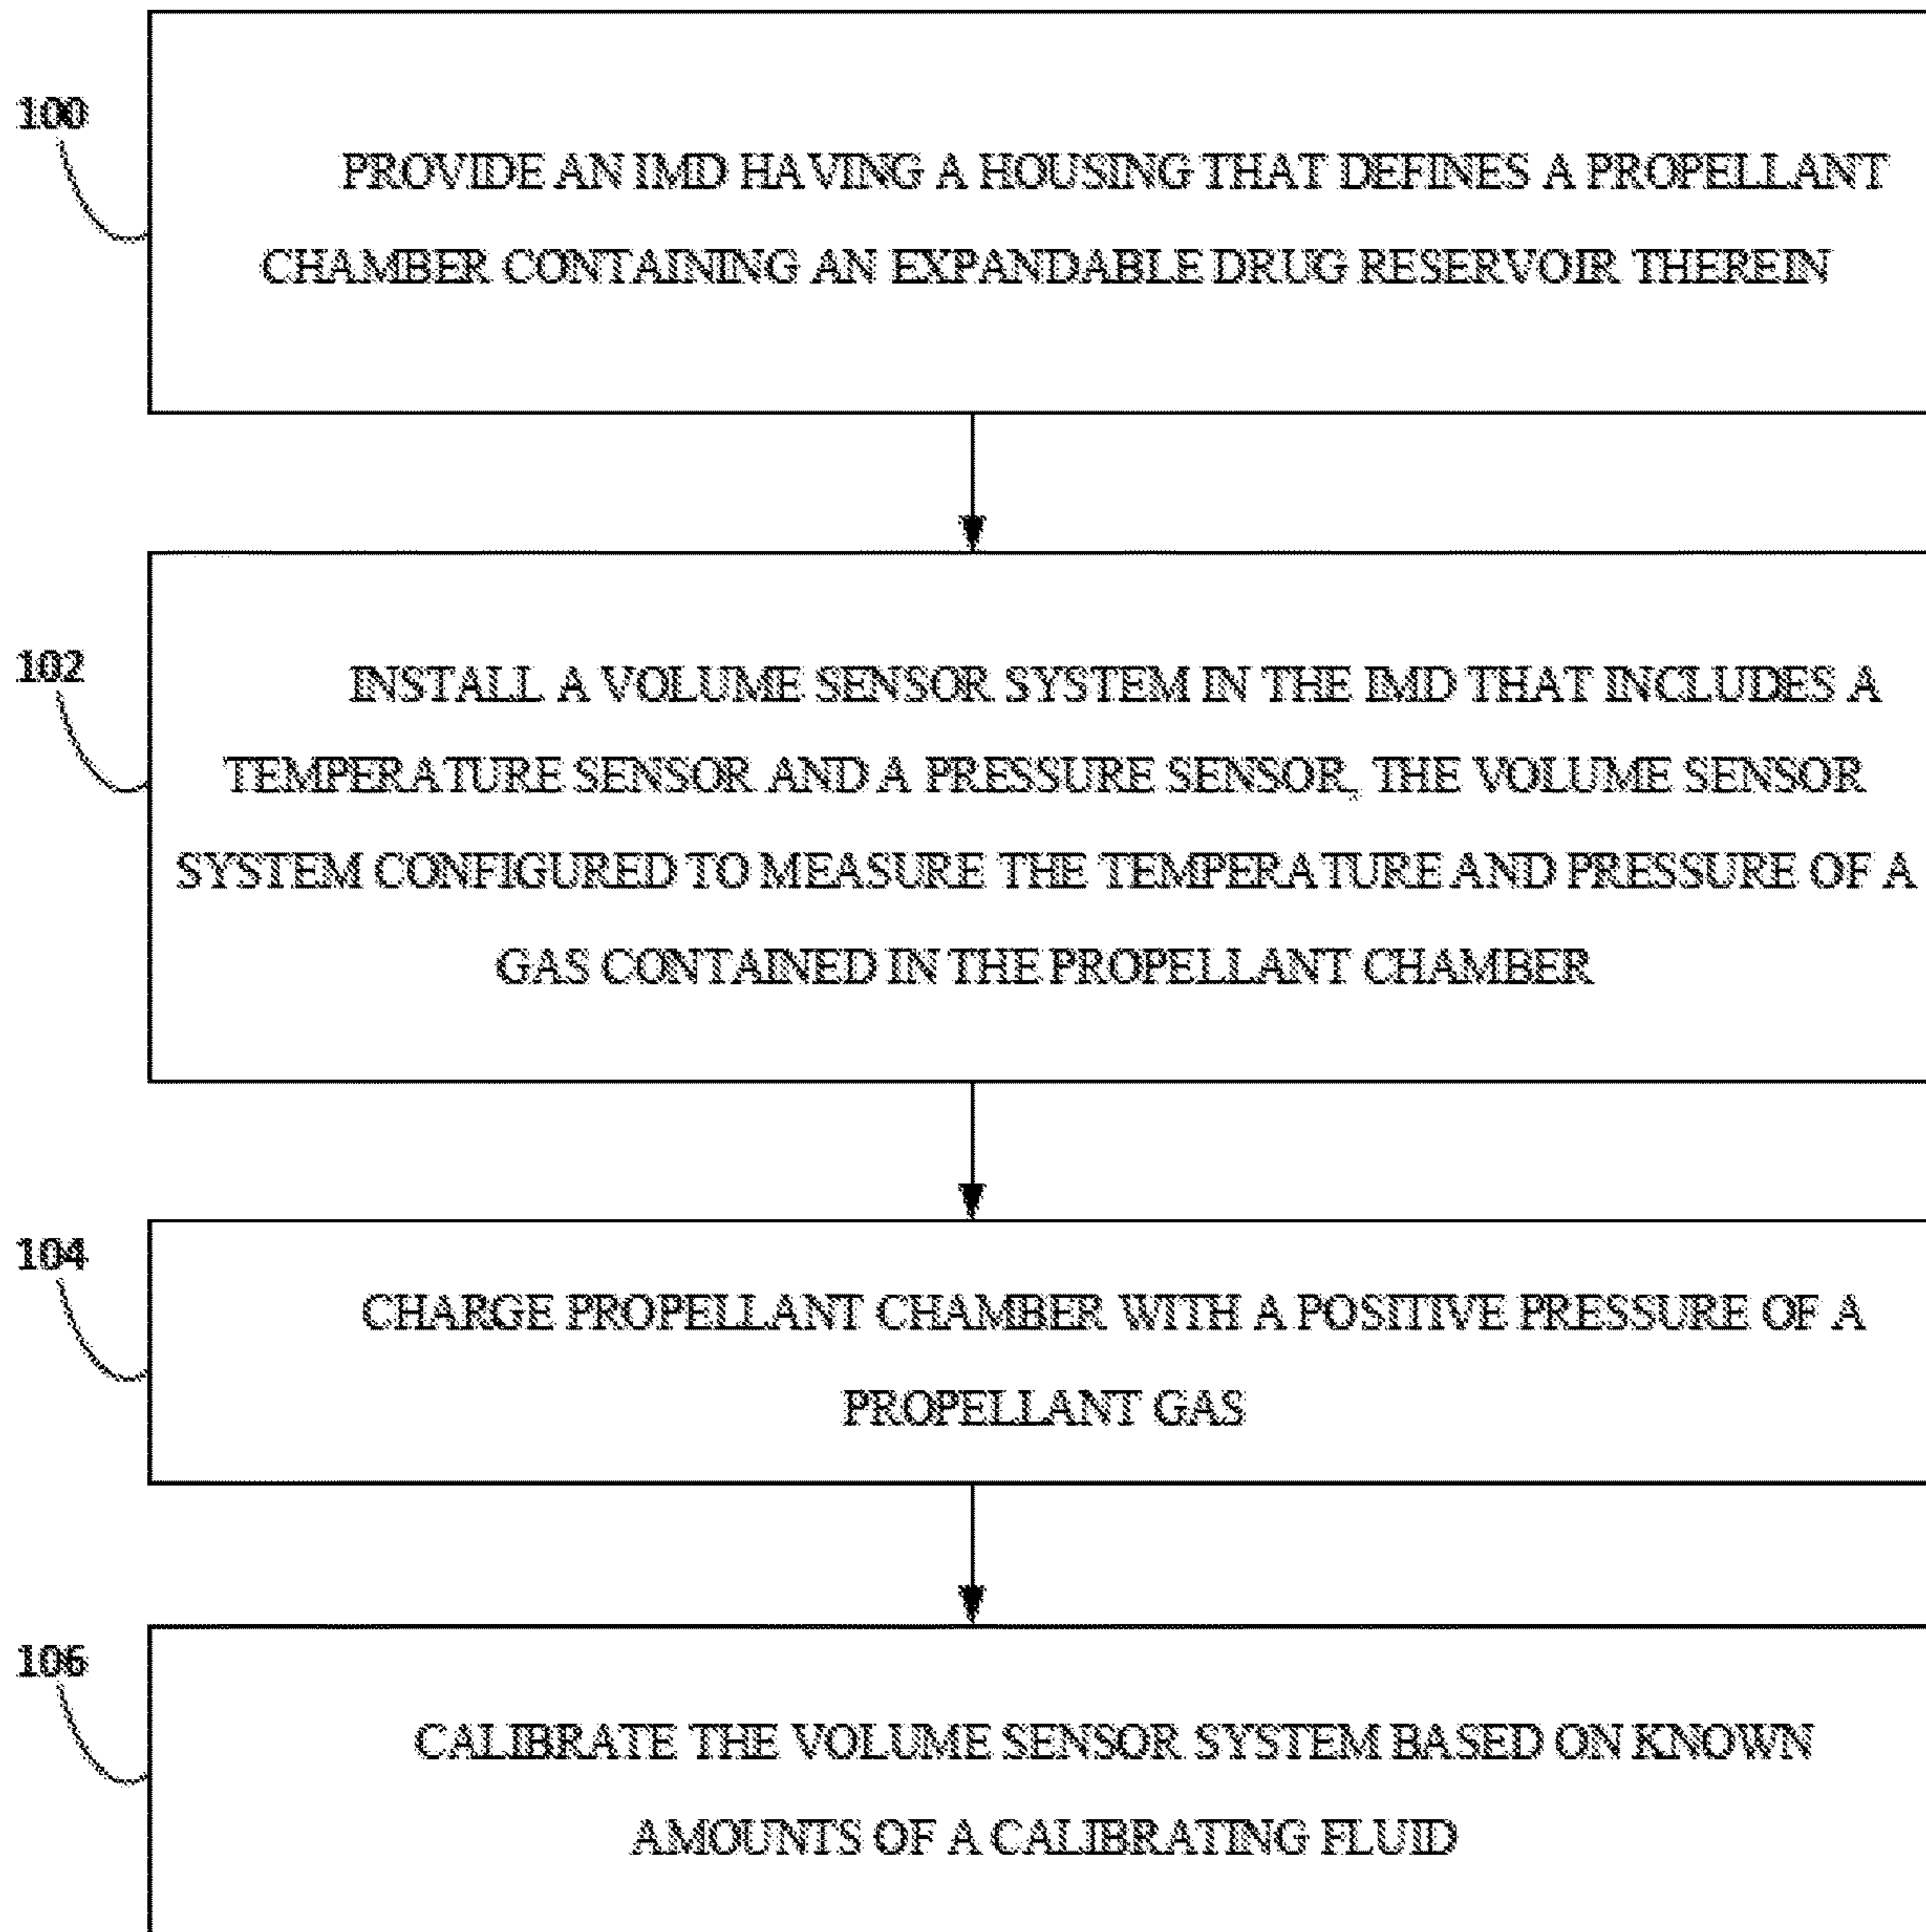 100
PROVIDE AN IMD HAVING A HOUSING THAT DEFINES A PROPELLANT
CHAMBER CONTAINING AN EXPANDABLE DRUG RESERVOIR THEREIN
102
INSTALL A VOLUME SENSOR SYSTEM IN THE IMD THAT INCLUDES A
TEMPERATURE SENSOR AND A PRESSURE SENSOR, THE VOLUME SENSOR
SYSTEM CONFIGURED TO MEASURE THE TEMPERATURE AND PRESSURE OF A
GAS CONTAINED IN THE PROPELLANT CHAMBER
104
CHARGE PROPELLANT CHAMBER WITH A POSITIVE PRESSURE OF A
PROPELLANT GAS
106
CALIBRATE THE VOLUME SENSOR SYSTEM BASED ON KNOWN
AMOUNTS OF A CALIBRATING FLUID